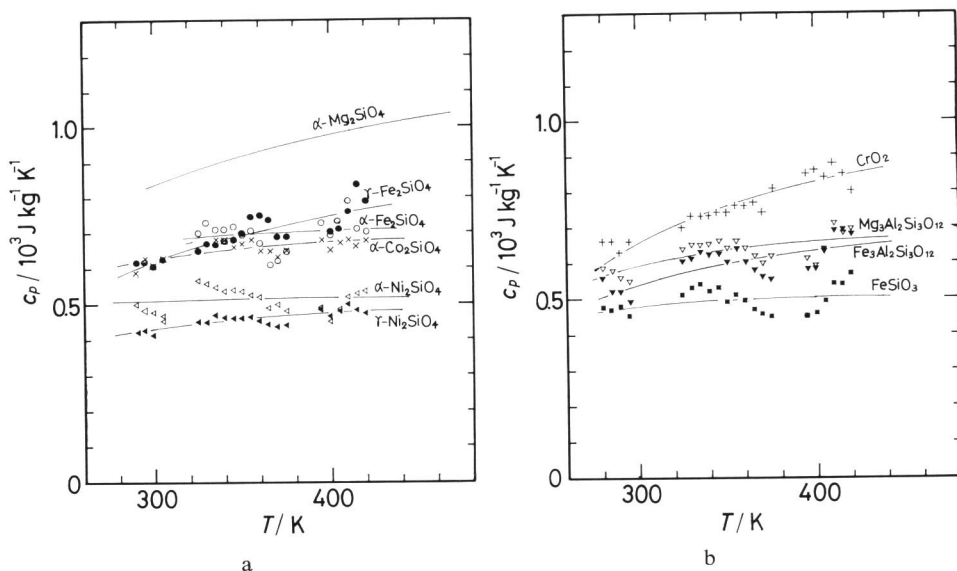 a
b
1.0
0.5
0
300
400
T / K
c_p / 10³ J kg⁻¹ K⁻¹
α-Mg₂SiO₄
γ-Fe₂SiO₄
α-Fe₂SiO₄
α-Co₂SiO₄
α-Ni₂SiO₄
γ-Ni₂SiO₄
a
1.0
0.5
0
300
400
T / K
c_p / 10³ J kg⁻¹ K⁻¹
CrO₂
Mg₃Al₂Si₃O₁₂
Fe₃Al₂Si₃O₁₂
FeSiO₃
b